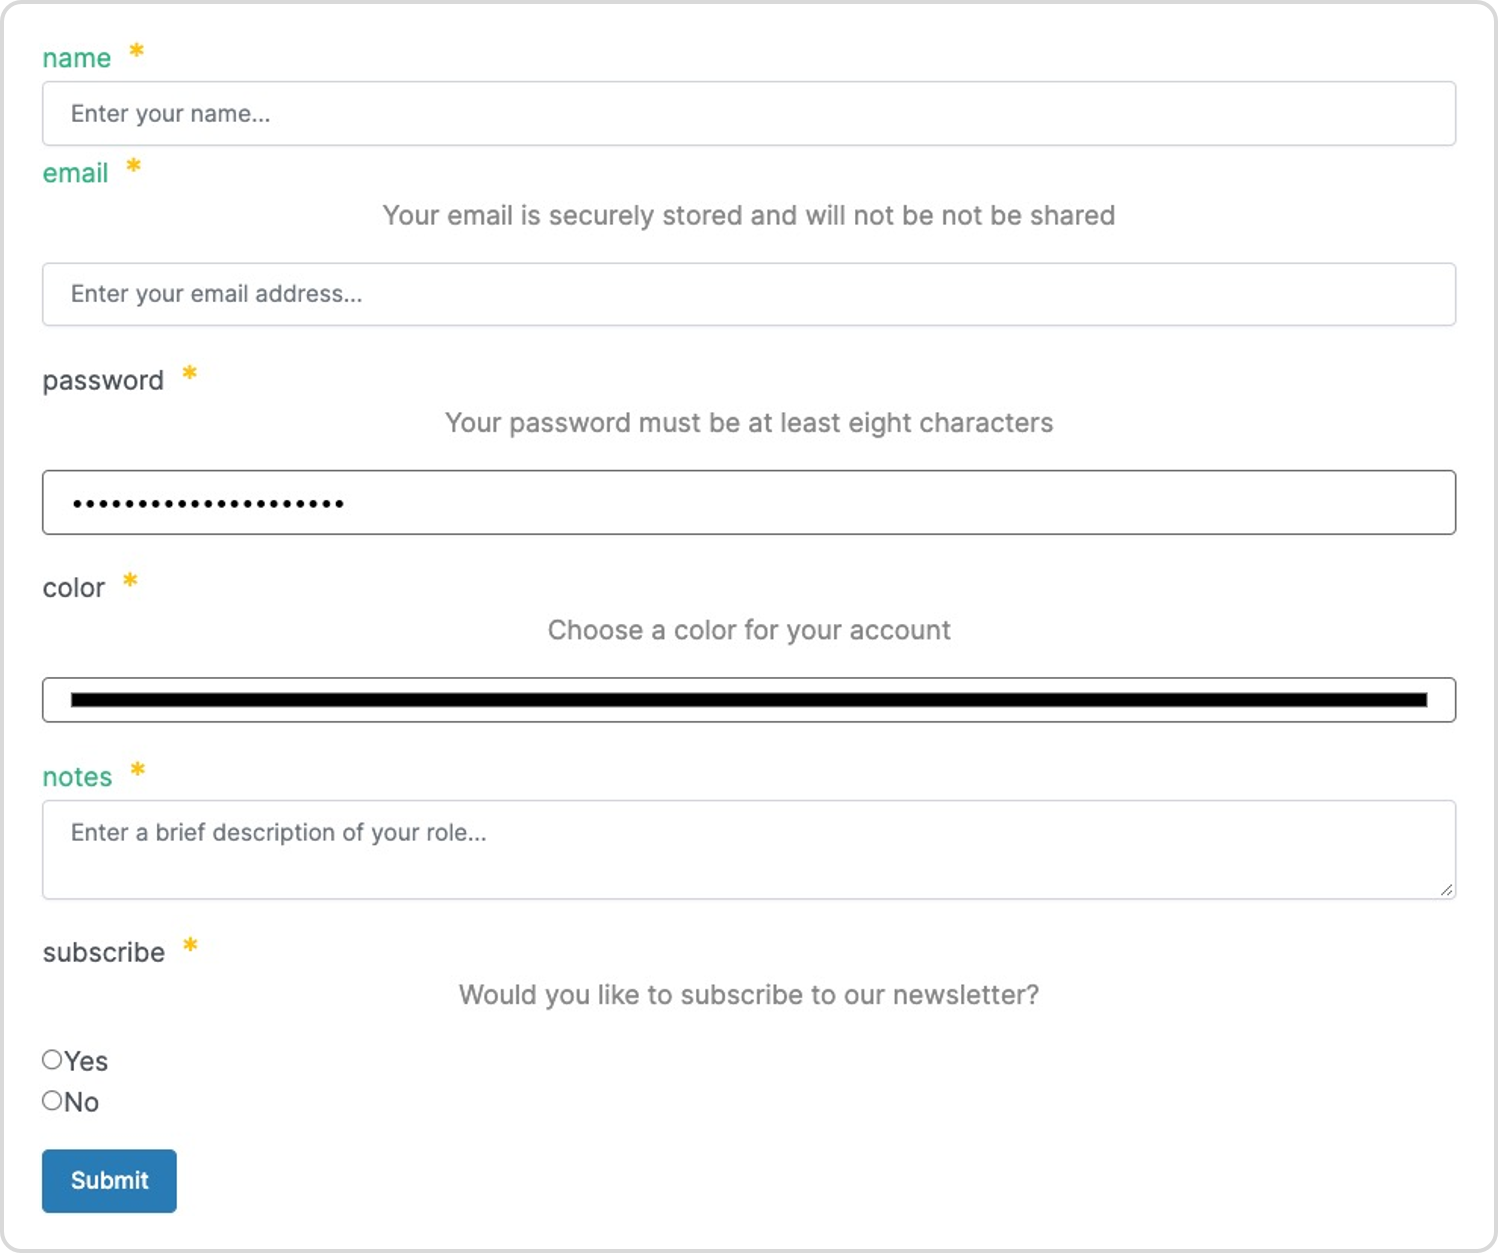 name *
Enter your name...
email *
Your email is securely stored and will not be not be shared
Enter your email address...
password *
Your password must be at least eight characters
•••••••••••••••••••••
color *
Choose a color for your account
notes *
Enter a brief description of your role...
subscribe *
Would you like to subscribe to our newsletter?
Yes
No
Submit